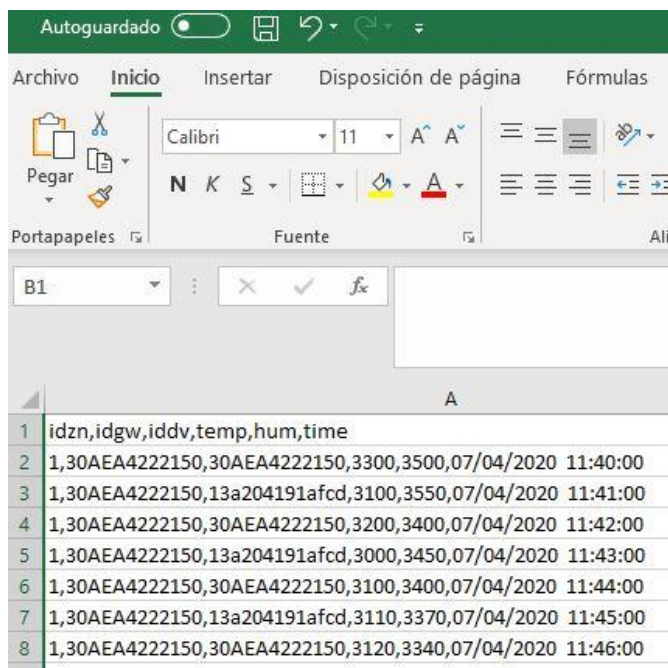 Autoguardado
Archivo Inicio Insertar Disposición de página Fórmulas
Calibri 11 A A
Pegar N K S A
Portapapeles Fuente Ali
B1 fx
A
1 idzn,idgw,iddv,temp,hum,time
2 1,30AEA4222150,30AEA4222150,3300,3500,07/04/2020 11:40:00
3 1,30AEA4222150,13a204191afcd,3100,3550,07/04/2020 11:41:00
4 1,30AEA4222150,30AEA4222150,3200,3400,07/04/2020 11:42:00
5 1,30AEA4222150,13a204191afcd,3000,3450,07/04/2020 11:43:00
6 1,30AEA4222150,30AEA4222150,3100,3400,07/04/2020 11:44:00
7 1,30AEA4222150,13a204191afcd,3110,3370,07/04/2020 11:45:00
8 1,30AEA4222150,30AEA4222150,3120,3340,07/04/2020 11:46:00